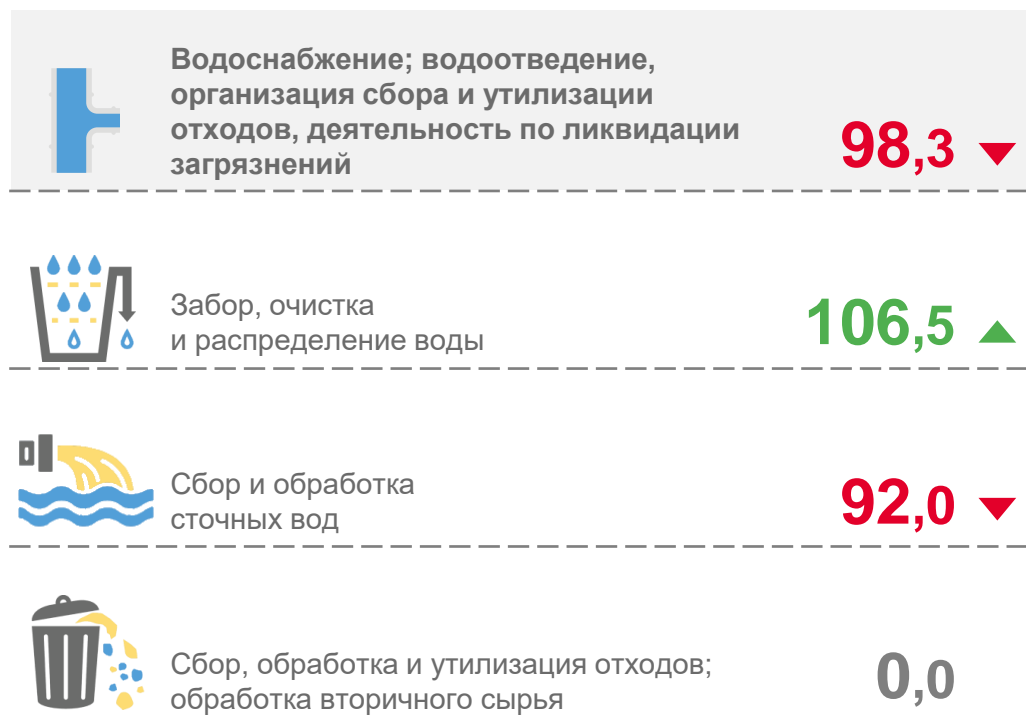 Водоснабжение; водоотведение,
организация сбора и утилизации
отходов, деятельность по ликвидации
загрязнений
98,3
Забор, очистка
и распределение воды
106,5
Сбор и обработка
сточных вод
92,0
Сбор, обработка и утилизация отходов;
обработка вторичного сырья
0,0